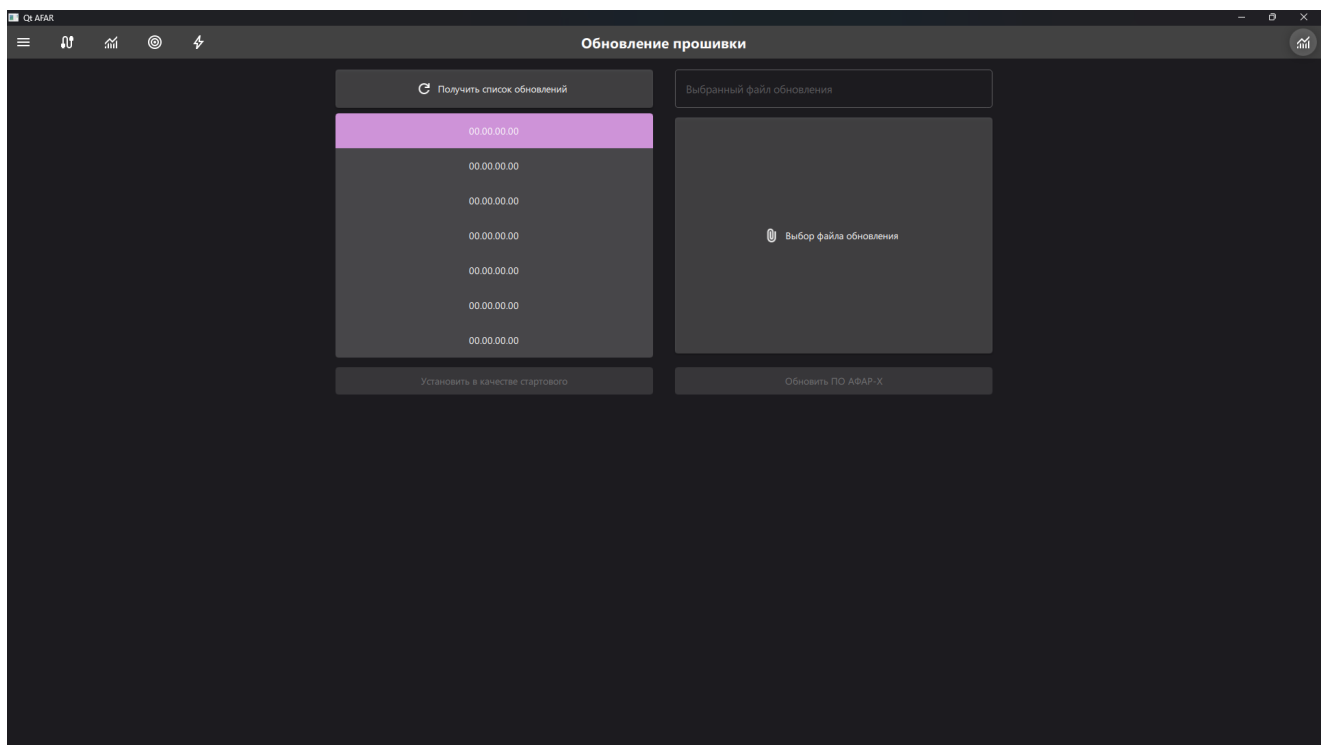 Qt AFAR
Обновление прошивки
Получить список обновлений
Выбранный файл обновления
00.00.00.00
00.00.00.00
00.00.00.00
00.00.00.00
Выбор файла обновления
00.00.00.00
00.00.00.00
00.00.00.00
Установить в качестве стартового
Обновить ПО АФАР-X